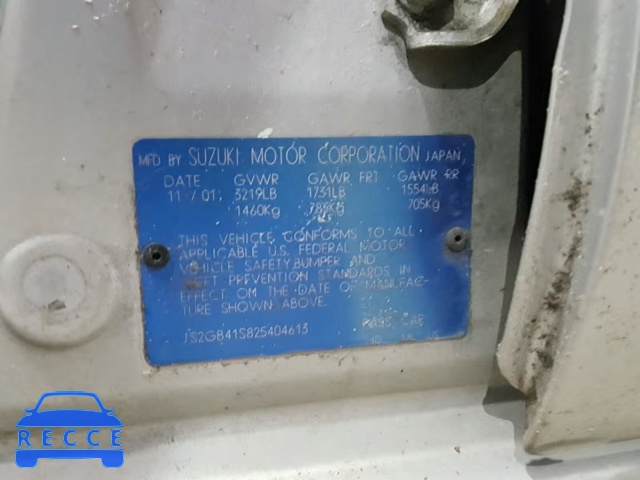 MFD BY SUZUKI MOTOR CORPORATION JAPAN
DATE GVWR GAWR FRT GAWR RR
11/01 3219LB 1731LB 1554LB
1460Kg 785KG 705Kg
THIS VEHICLE CONFORMS TO ALL
APPLICABLE U.S. FEDERAL MOTOR
VEHICLE SAFETY,BUMPER AND
THEFT PREVENTION STANDARDS IN
EFFECT OM THE DATE OF MANUFAC-
TURE SHOWN ABOVE.
JS2GB41S825404613 PASS. CAR
RECCE